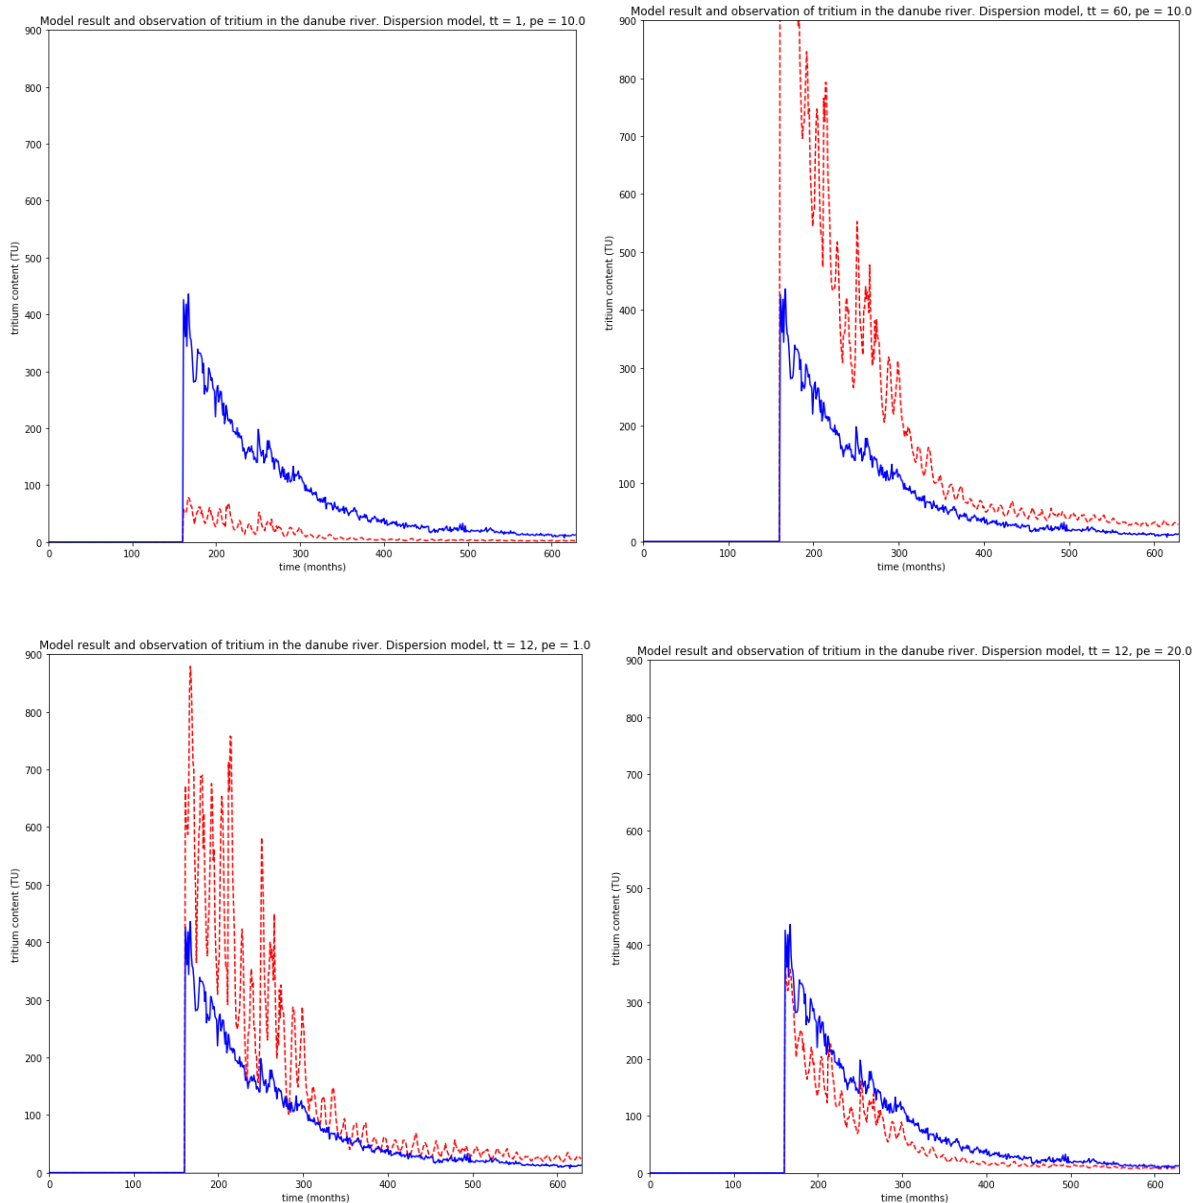 Model result and observation of tritium in the danube river. Dispersion model, tt = 1, pe = 10.0
900
800
700
600
500
400
300
200
100
0
tritium content (TU)
0 100 200 300 400 500 600
time (months)
Model result and observation of tritium in the danube river. Dispersion model, tt = 60, pe = 10.0
900
800
700
600
500
400
300
200
100
0
tritium content (TU)
0 100 200 300 400 500 600
time (months)
Model result and observation of tritium in the danube river. Dispersion model, tt = 12, pe = 1.0
900
800
700
600
500
400
300
200
100
0
tritium content (TU)
0 100 200 300 400 500 600
time (months)
Model result and observation of tritium in the danube river. Dispersion model, tt = 12, pe = 20.0
900
800
700
600
500
400
300
200
100
0
tritium content (TU)
0 100 200 300 400 500 600
time (months)